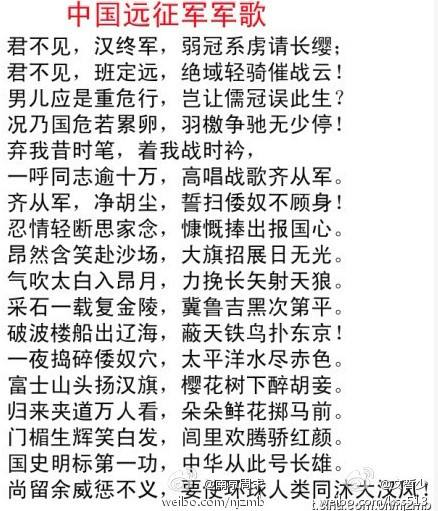 中国远征军军歌
君不见，汉终军，弱冠系虏请长缨；
君不见，班定远，绝域轻骑催战云！
男儿应是重危行，岂让儒冠误此生？
况乃国危若累卵，羽檄争驰无少停！
弃我昔时笔，着我战时衿，
一呼同志逾十万，高唱战歌齐从军。
齐从军，净胡尘，誓扫倭奴不顾身！
忍情轻断思家念，慷慨捧出报国心。
昂然含笑赴沙场，大旗招展日无光。
气吹太白入昂月，力挽长矢射天狼。
采石一载复金陵，冀鲁吉黑次第平。
破波楼船出辽海，蔽天铁鸟扑东京！
一夜捣碎倭奴穴，太平洋水尽赤色。
富士山头扬汉旗，樱花树下醉胡妾。
归来夹道万人看，朵朵鲜花掷马前。
门楣生辉笑白发，闾里欢腾骄红颜。
国史明标第一功，中华从此号长雄。
尚留余威惩不义，要使环球人类同沐大汉风！
weibo.com/njzmb